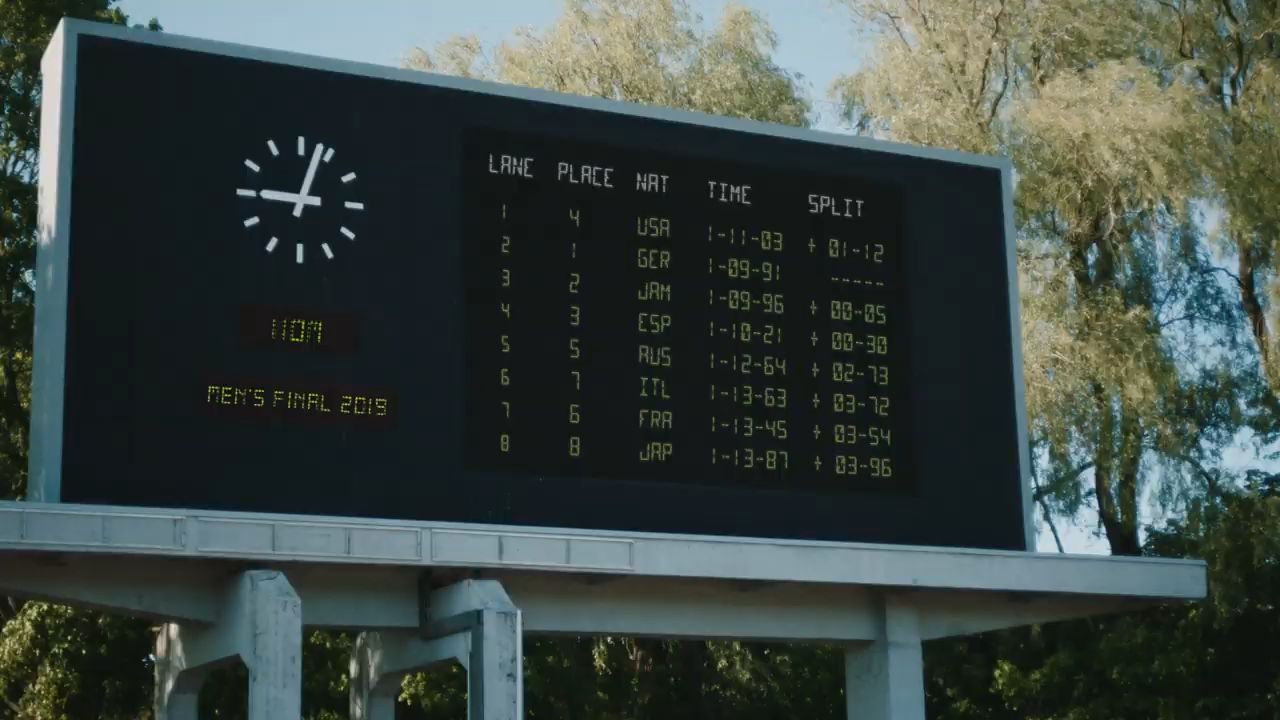 LANE PLACE NAT TIME SPLIT
1 4 USA 1-11-03 + 01-12
2 1 GER 1-09-91 -----
3 2 JAM 1-09-96 + 00-05
4 3 ESP 1-10-21 + 00-30
5 5 RUS 1-12-64 + 02-73
6 7 ITL 1-13-63 + 03-72
7 6 FRA 1-13-45 + 03-54
8 8 JAP 1-13-87 + 03-96
110M
MEN'S FINAL 2019